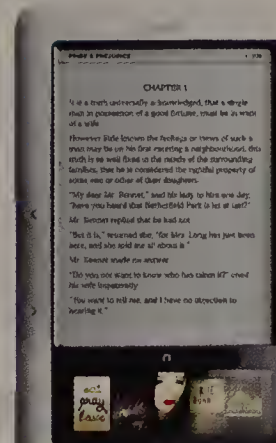 PRIDE & PREJUDICE
CHAPTER 1
It is a truth universally acknowledged, that a single
man in possession of a good fortune, must be in want
of a wife
However little known the feelings or views of such a
man may be on his first entering a neighbourhood, this
truth is so well fixed in the minds of the surrounding
families, that he is considered the rightful property of
some one or other of their daughters.
"My dear Mr. Bennet," said his lady to him one day,
"have you heard that Netherfield Park is let at last?"
Mr. Bennet replied that he had not
"But it is," returned she, "for Mrs. Long has just been
here, and she told me all about it."
Mr. Bennet made no answer
"Do you not want to know who has taken it?" cried
his wife impatiently
"You want to tell me, and I have no objection to
hearing it."
eat
pray
love